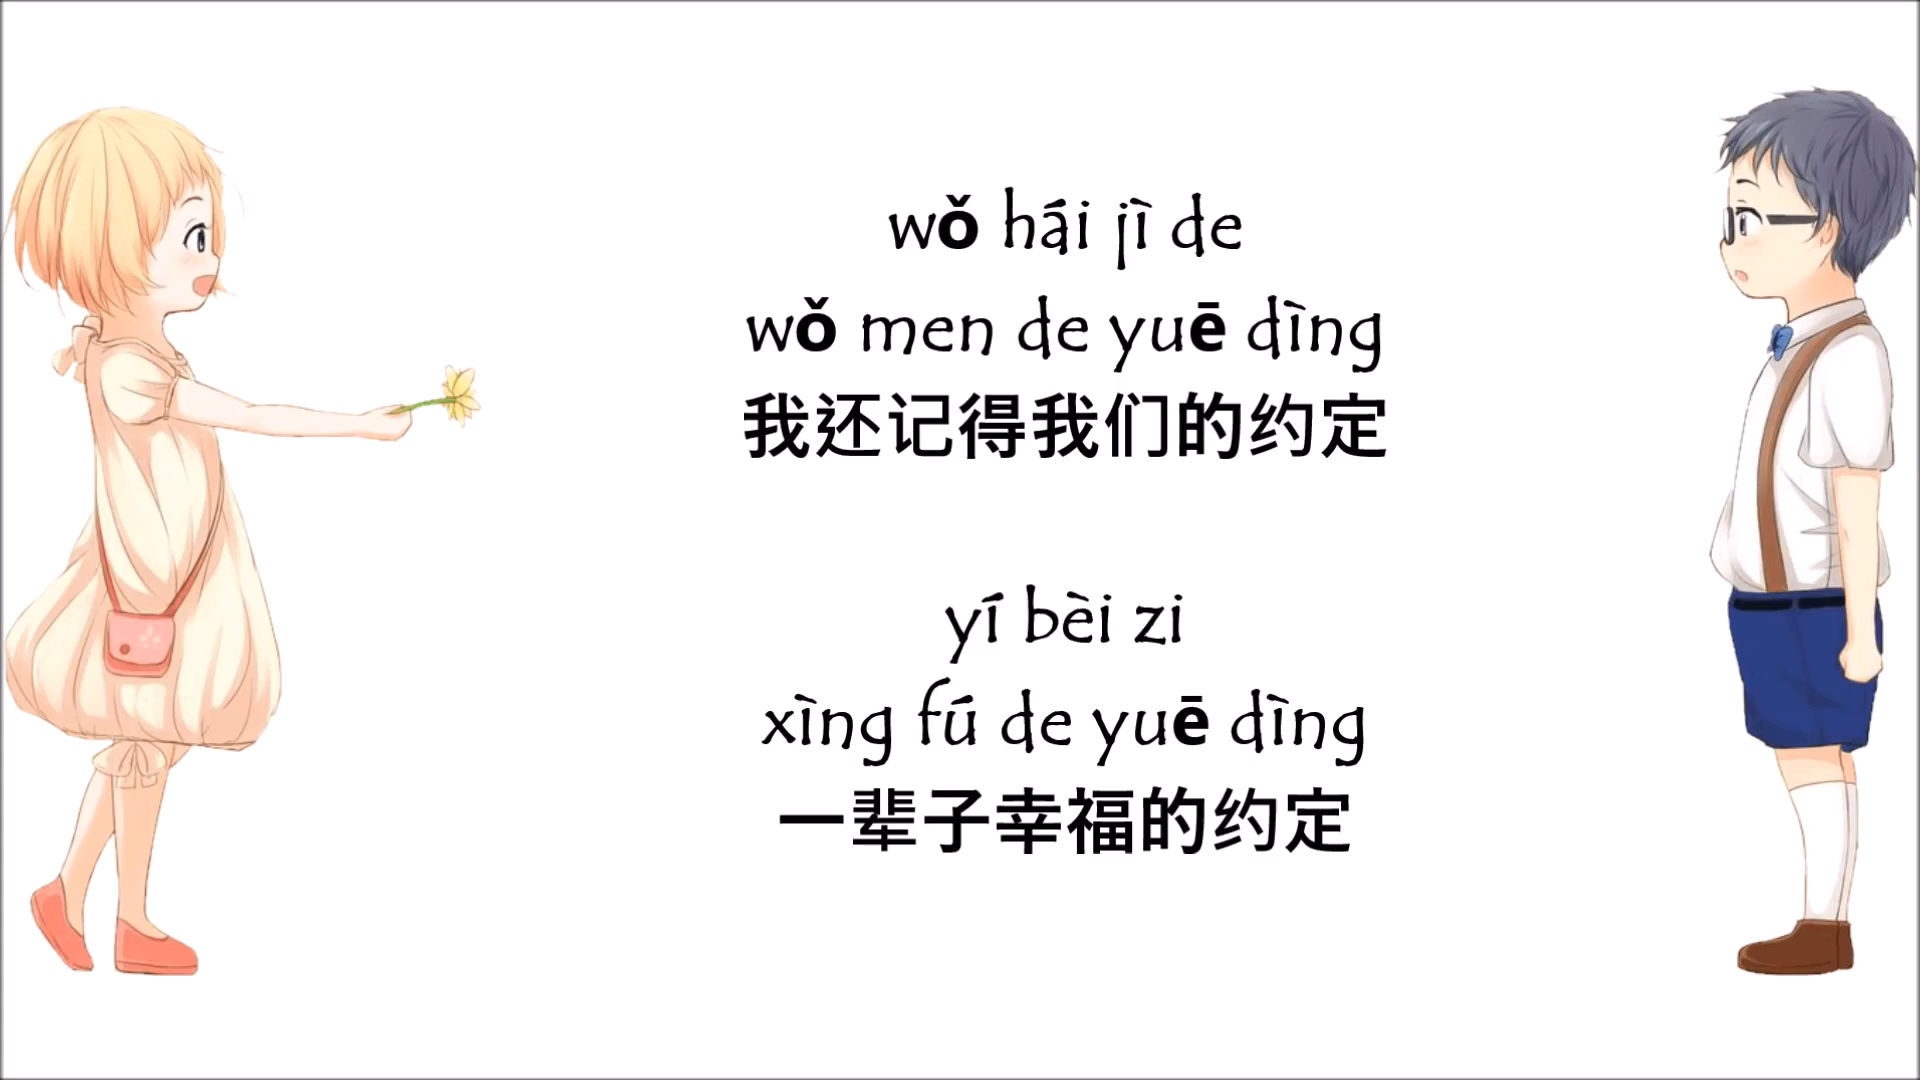 wǒ hái jì de
wǒ men de yuē dìng
我还记得我们的约定
yí bèi zi
xìng fú de yuē dìng
一辈子幸福的约定